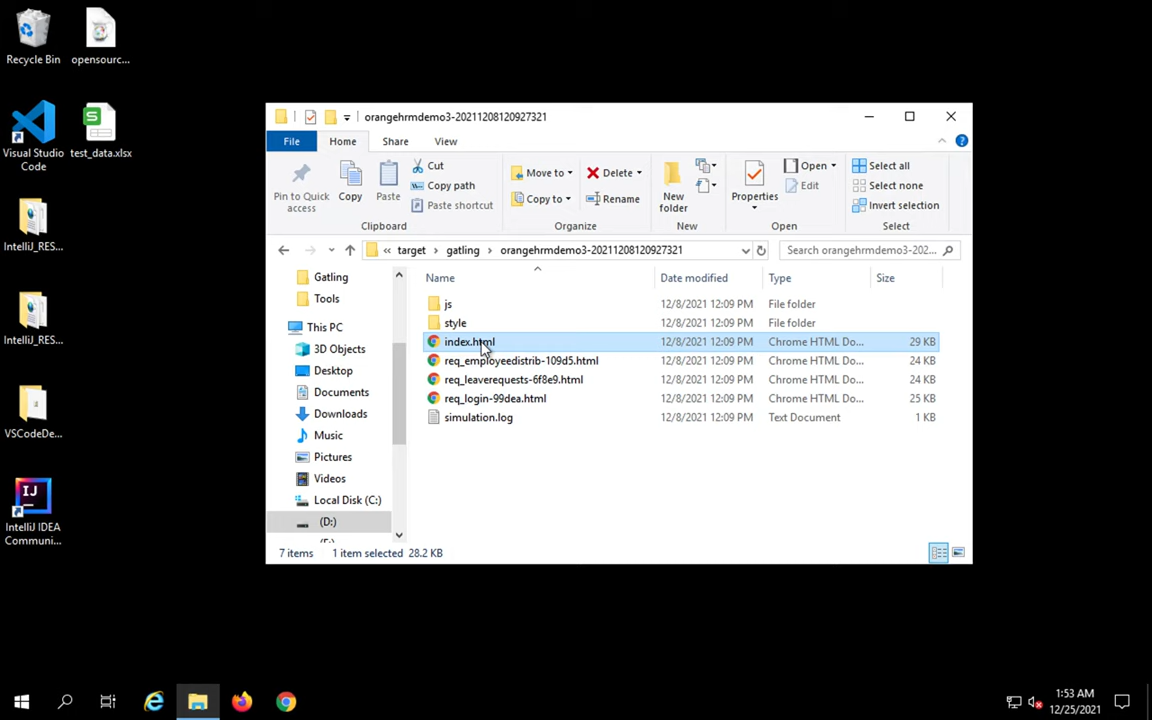 Recycle Bin
opensourc...
Visual Studio
Code
test_data.xlsx
IntelliJ_RES...
IntelliJ_RES...
VSCodeDe...
IntelliJ IDEA
Communi...
orangehrmdemo3-20211208120927321
File
Home
Share
View
Pin to Quick
access
Copy
Paste
Cut
Copy path
Paste shortcut
Clipboard
Move to
Copy to
Delete
Rename
Organize
New
folder
New
Properties
Open
Edit
Open
Select all
Select none
Invert selection
Select
« target › gatling › orangehrmdemo3-20211208120927321
Search orangehrmdemo3-202...
Gatling
Tools
This PC
3D Objects
Desktop
Documents
Downloads
Music
Pictures
Videos
Local Disk (C:)
(D:)
Name Date modified Type Size
js 12/8/2021 12:09 PM File folder
style 12/8/2021 12:09 PM File folder
index.html 12/8/2021 12:09 PM Chrome HTML Do... 29 KB
req_employeedistrib-109d5.html 12/8/2021 12:09 PM Chrome HTML Do... 24 KB
req_leaverequests-6f8e9.html 12/8/2021 12:09 PM Chrome HTML Do... 24 KB
req_login-99dea.html 12/8/2021 12:09 PM Chrome HTML Do... 25 KB
simulation.log 12/8/2021 12:09 PM Text Document 1 KB
7 items 1 item selected 28.2 KB
1:53 AM
12/25/2021